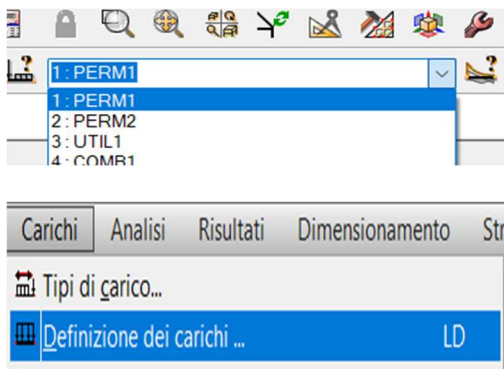 1 : PERM1
1 : PERM1
2 : PERM2
3 : UTIL1
4 : COMB1
Carichi Analisi Risultati Dimensionamento Str
Tipi di carico...
Definizione dei carichi ... LD